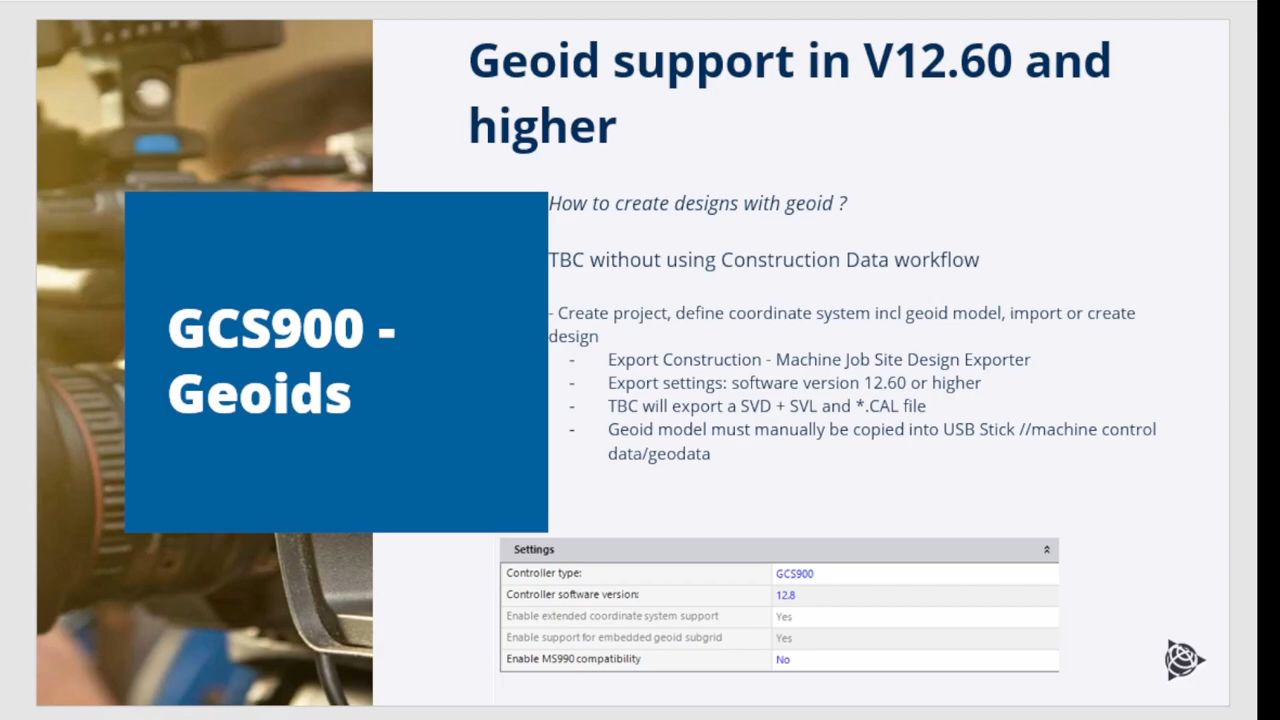 Geoid support in V12.60 and
higher
How to create designs with geoid ?
TBC without using Construction Data workflow
GCS900 -
Geoids
- Create project, define coordinate system incl geoid model, import or create
design
- Export Construction - Machine Job Site Design Exporter
- Export settings: software version 12.60 or higher
- TBC will export a SVD + SVL and *.CAL file
- Geoid model must manually be copied into USB Stick //machine control
data/geodata
Settings
Controller type: GCS900
Controller software version: 12.8
Enable extended coordinate system support Yes
Enable support for embedded geoid subgrid Yes
Enable MS990 compatibility No